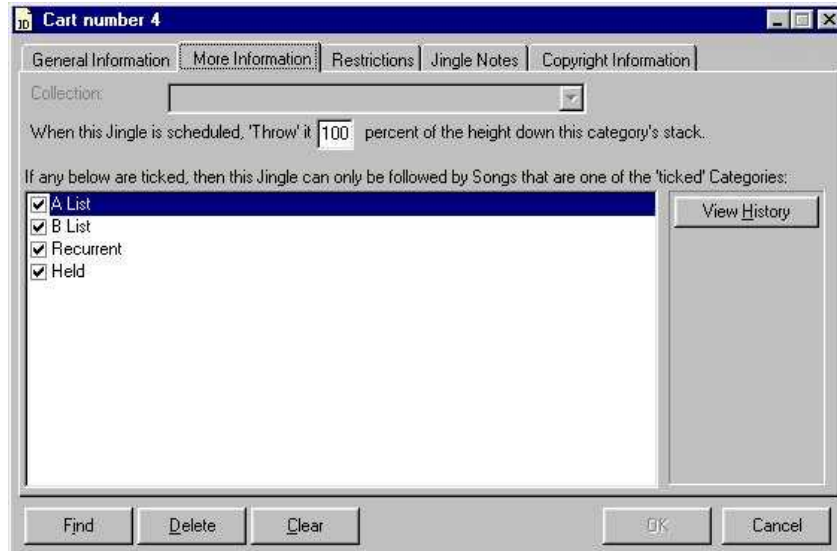 JD Cart number 4
General Information More Information Restrictions Jingle Notes Copyright Information
Collection:
When this Jingle is scheduled, 'Throw' it 100 percent of the height down this category's stack.
If any below are ticked, then this Jingle can only be followed by Songs that are one of the 'ticked' Categories:
A List
View History
B List
Recurrent
Held
Find Delete Clear OK Cancel